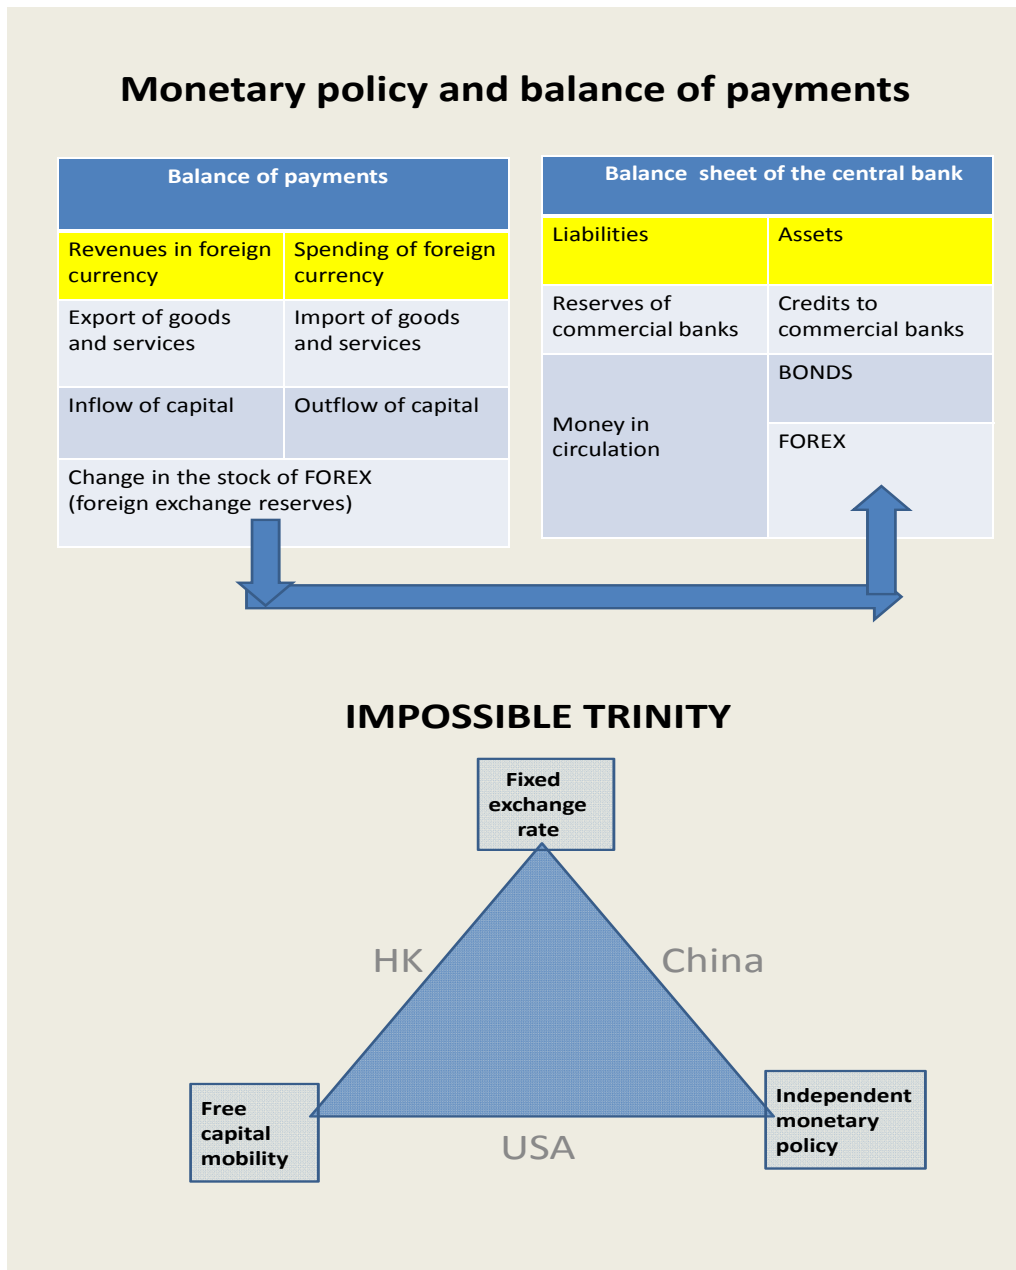 Monetary policy and balance of payments
Balance of payments
Revenues in foreign
currency
Spending of foreign
currency
Export of goods
and services
Import of goods
and services
Inflow of capital
Outflow of capital
Change in the stock of FOREX
(foreign exchange reserves)
Balance sheet of the central bank
Liabilities
Assets
Reserves of
commercial banks
Credits to
commercial banks
Money in
circulation
BONDS
FOREX
IMPOSSIBLE TRINITY
Fixed
exchange
rate
HK
China
Free
capital
mobility
USA
Independent
monetary
policy